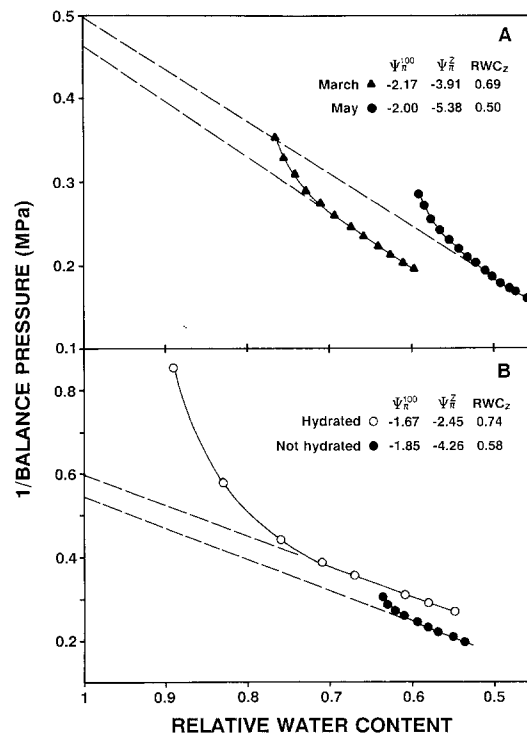 1/BALANCE PRESSURE (MPa)
0.5
A
Ψπ¹⁰⁰ Ψπᶻ RWCz
March ▲ -2.17 -3.91 0.69
May ● -2.00 -5.38 0.50
0.4
0.3
0.2
0.1
B
Ψπ¹⁰⁰ Ψπᶻ RWCz
Hydrated ○ -1.67 -2.45 0.74
Not hydrated ● -1.85 -4.26 0.58
0.8
0.6
0.4
0.2
1 0.9 0.8 0.7 0.6 0.5
RELATIVE WATER CONTENT